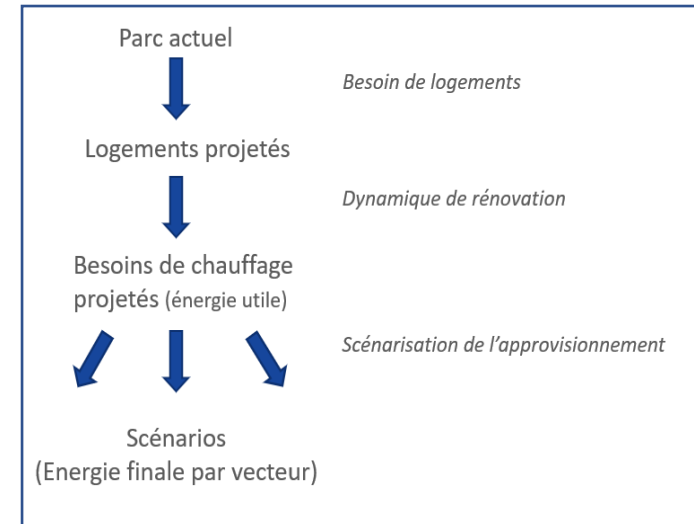 Parc actuel
Besoin de logements
Logements projetés
Dynamique de rénovation
Besoins de chauffage
projetés (énergie utile)
Scénarisation de l'approvisionnement
Scénarios
(Energie finale par vecteur)